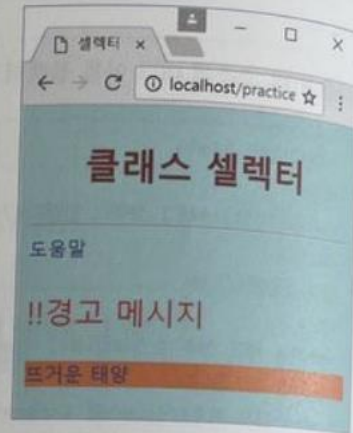 셀렉터
localhost/practice
클래스 셀렉터
도움말
!!경고 메시지
뜨거운 태양